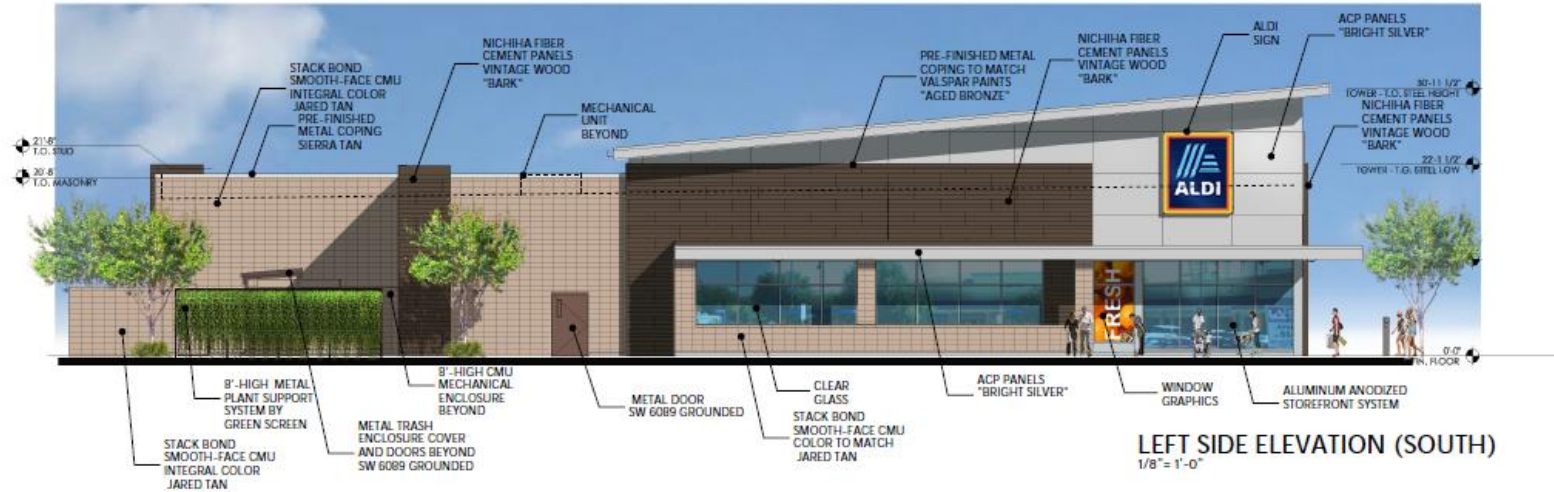 STACK BOND
SMOOTH-FACE CMU
INTEGRAL COLOR
JARED TAN
PRE-FINISHED
METAL COPING
SIERRA TAN
NICHIHA FIBER
CEMENT PANELS
VINTAGE WOOD
"BARK"
MECHANICAL
UNIT
BEYOND
PRE-FINISHED METAL
COPING TO MATCH
VALSPAR PAINTS
"AGED BRONZE"
NICHIHA FIBER
CEMENT PANELS
VINTAGE WOOD
"BARK"
ALDI
SIGN
ACP PANELS
"BRIGHT SILVER"
30'-11 1/2"
TOWER - T.O. STEEL HEIGHT
NICHIHA FIBER
CEMENT PANELS
VINTAGE WOOD
"BARK"
22-1 1/2"
TOWER - T.O. STEEL LOW
21'-8"
T.O. STUD
20'-8"
T.O. MASONRY
ALDI
FRESH
0'-0"
FIN. FLOOR
8'-HIGH METAL
PLANT SUPPORT
SYSTEM BY
GREEN SCREEN
8'-HIGH CMU
MECHANICAL
ENCLOSURE
BEYOND
METAL DOOR
SW 6089 GROUNDED
CLEAR
GLASS
ACP PANELS
"BRIGHT SILVER"
WINDOW
GRAPHICS
ALUMINUM ANODIZED
STOREFRONT SYSTEM
STACK BOND
SMOOTH-FACE CMU
INTEGRAL COLOR
JARED TAN
METAL TRASH
ENCLOSURE COVER
AND DOORS BEYOND
SW 6089 GROUNDED
STACK BOND
SMOOTH-FACE CMU
COLOR TO MATCH
JARED TAN
LEFT SIDE ELEVATION (SOUTH)
1/8"= 1'-0"